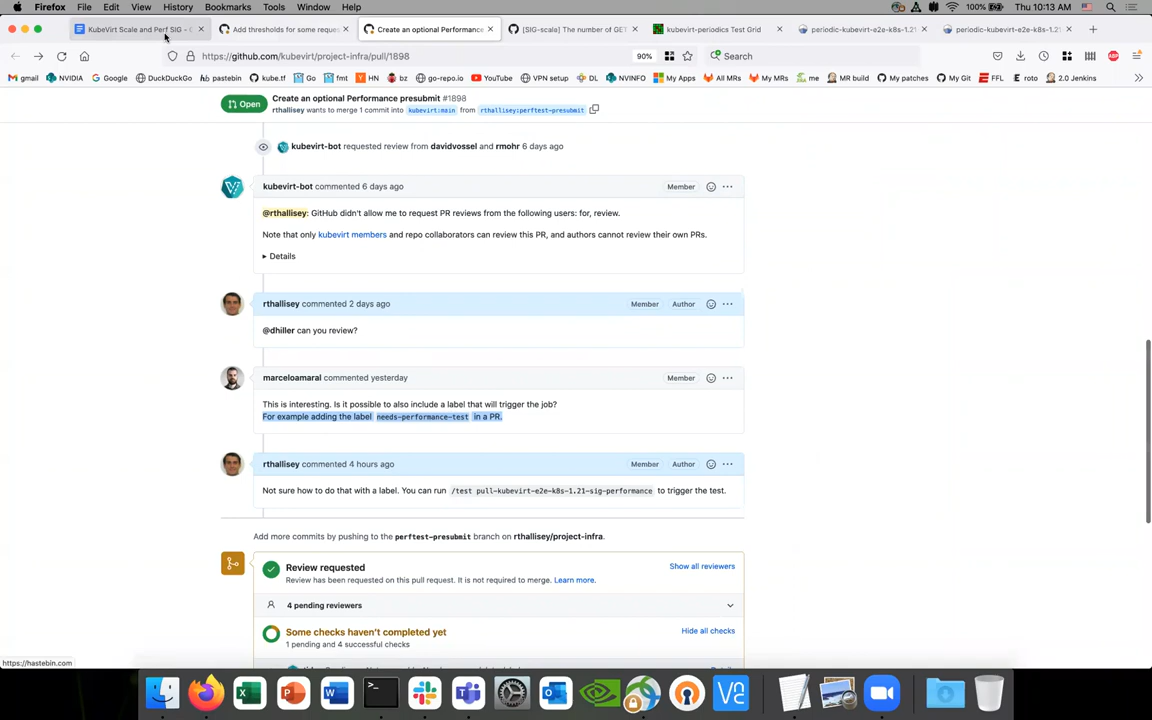 Firefox File Edit View History Bookmarks Tools Window Help 100% Thu 10:13 AM
KubeVirt Scale and Perf SIG - G Add thresholds for some reque Create an optional Performance [SIG-scale] The number of GET kubevirt-periodics Test Grid periodic-kubevirt-e2e-k8s-1.21 periodic-kubevirt-e2e-k8s-1.21
https://github.com/kubevirt/project-infra/pull/1898 90% Search
gmail NVIDIA Google DuckDuckGo pastebin kube.tf Go FMT HN bz go-repo.io YouTube VPN setup DL NVINFO My Apps All MRs My MRs me MR build My patches My Git FFL roto 2.0 Jenkins
Open Create an optional Performance presubmit #1898
rthallisey wants to merge 1 commit into kubevirt:main from rthallisey:perftest-presubmit
kubevirt-bot requested review from davidvossel and rmohr 6 days ago
kubevirt-bot commented 6 days ago Member
@rthallisey: GitHub didn't allow me to request PR reviews from the following users: for, review.
Note that only kubevirt members and repo collaborators can review this PR, and authors cannot review their own PRs.
Details
rthallisey commented 2 days ago Member Author
@dhiller can you review?
marceloamaral commented yesterday Member
This is interesting. Is it possible to also include a label that will trigger the job?
For example adding the label needs-performance-test in a PR.
rthallisey commented 4 hours ago Member Author
Not sure how to do that with a label. You can run /test pull-kubevirt-e2e-k8s-1.21-sig-performance to trigger the test.
Add more commits by pushing to the perftest-presubmit branch on rthallisey/project-infra.
Review requested Show all reviewers
Review has been requested on this pull request. It is not required to merge. Learn more.
4 pending reviewers
Some checks haven't completed yet Hide all checks
1 pending and 4 successful checks
https://hastebin.com